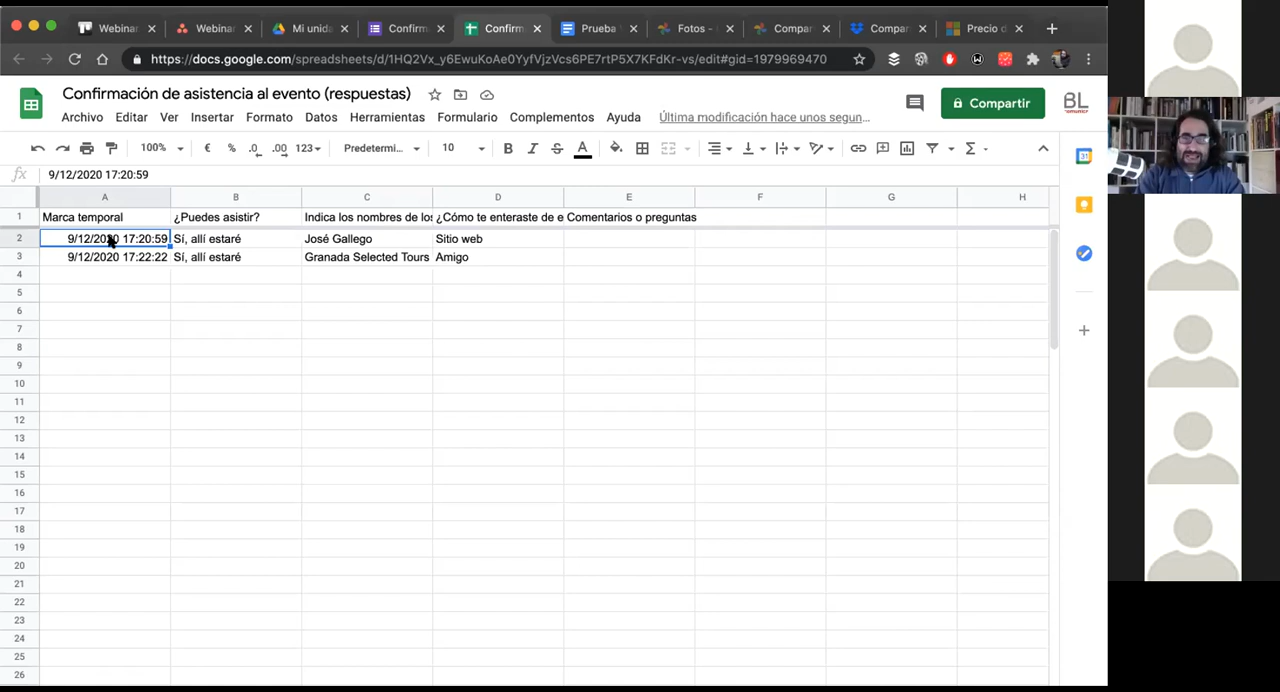 Webinar
Webinar
Mi unida
Confirm
Confirm
Prueba
Fotos -
Compar
Compar
Precio d
https://docs.google.com/spreadsheets/d/1HQ2Vx_y6EwuKoAe0YyfVjzVcs6PE7rtP5X7KFdKr-vs/edit#gid=1979969470
Confirmación de asistencia al evento (respuestas)
Compartir
BL
Archivo Editar Ver Insertar Formato Datos Herramientas Formulario Complementos Ayuda Última modificación hace unos segun...
100% € % .0 .00 123 Predetermi... 10 B I S A Σ
31
fx 9/12/2020 17:20:59
A B C D E F G H
1 Marca temporal ¿Puedes asistir? Indica los nombres de los ¿Cómo te enteraste de e Comentarios o preguntas
2 9/12/2020 17:20:59 Sí, allí estaré José Gallego Sitio web
3 9/12/2020 17:22:22 Sí, allí estaré Granada Selected Tours Amigo
4
5
6
7
8
9
10
11
12
13
14
15
16
17
18
19
20
21
22
23
24
25
26